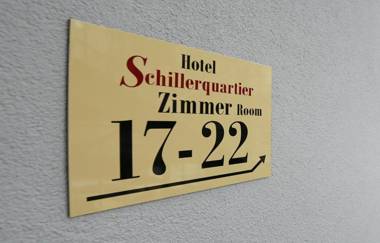 Hotel
Schillerquartier
Zimmer Room
17-22